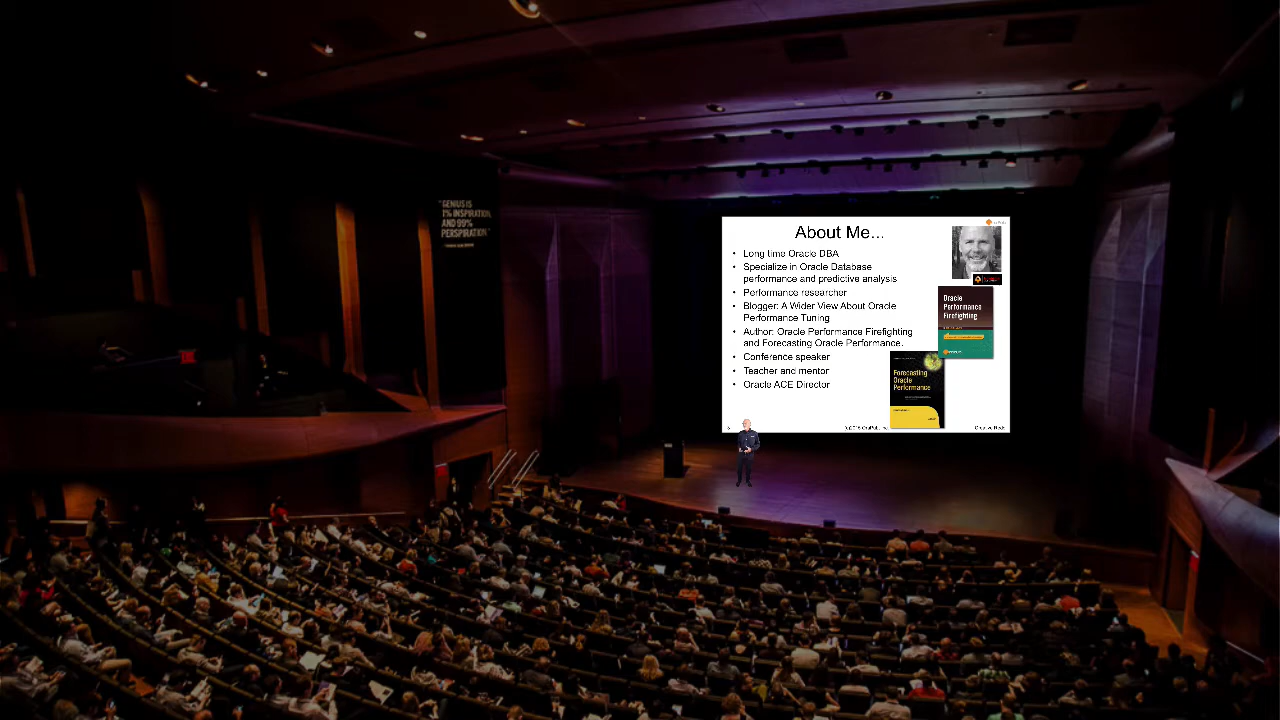 "GENIUS IS
1% INSPIRATION,
AND 99%
PERSPIRATION."
About Me...
• Long time Oracle DBA
• Specialize in Oracle Database
performance and predictive analysis
• Performance researcher
• Blogger: A Wider View About Oracle
Performance Tuning
• Author: Oracle Performance Firefighting
and Forecasting Oracle Performance.
• Conference speaker
• Teacher and mentor
• Oracle ACE Director
Oracle
Performance
Firefighting
Forecasting
Oracle
Performance